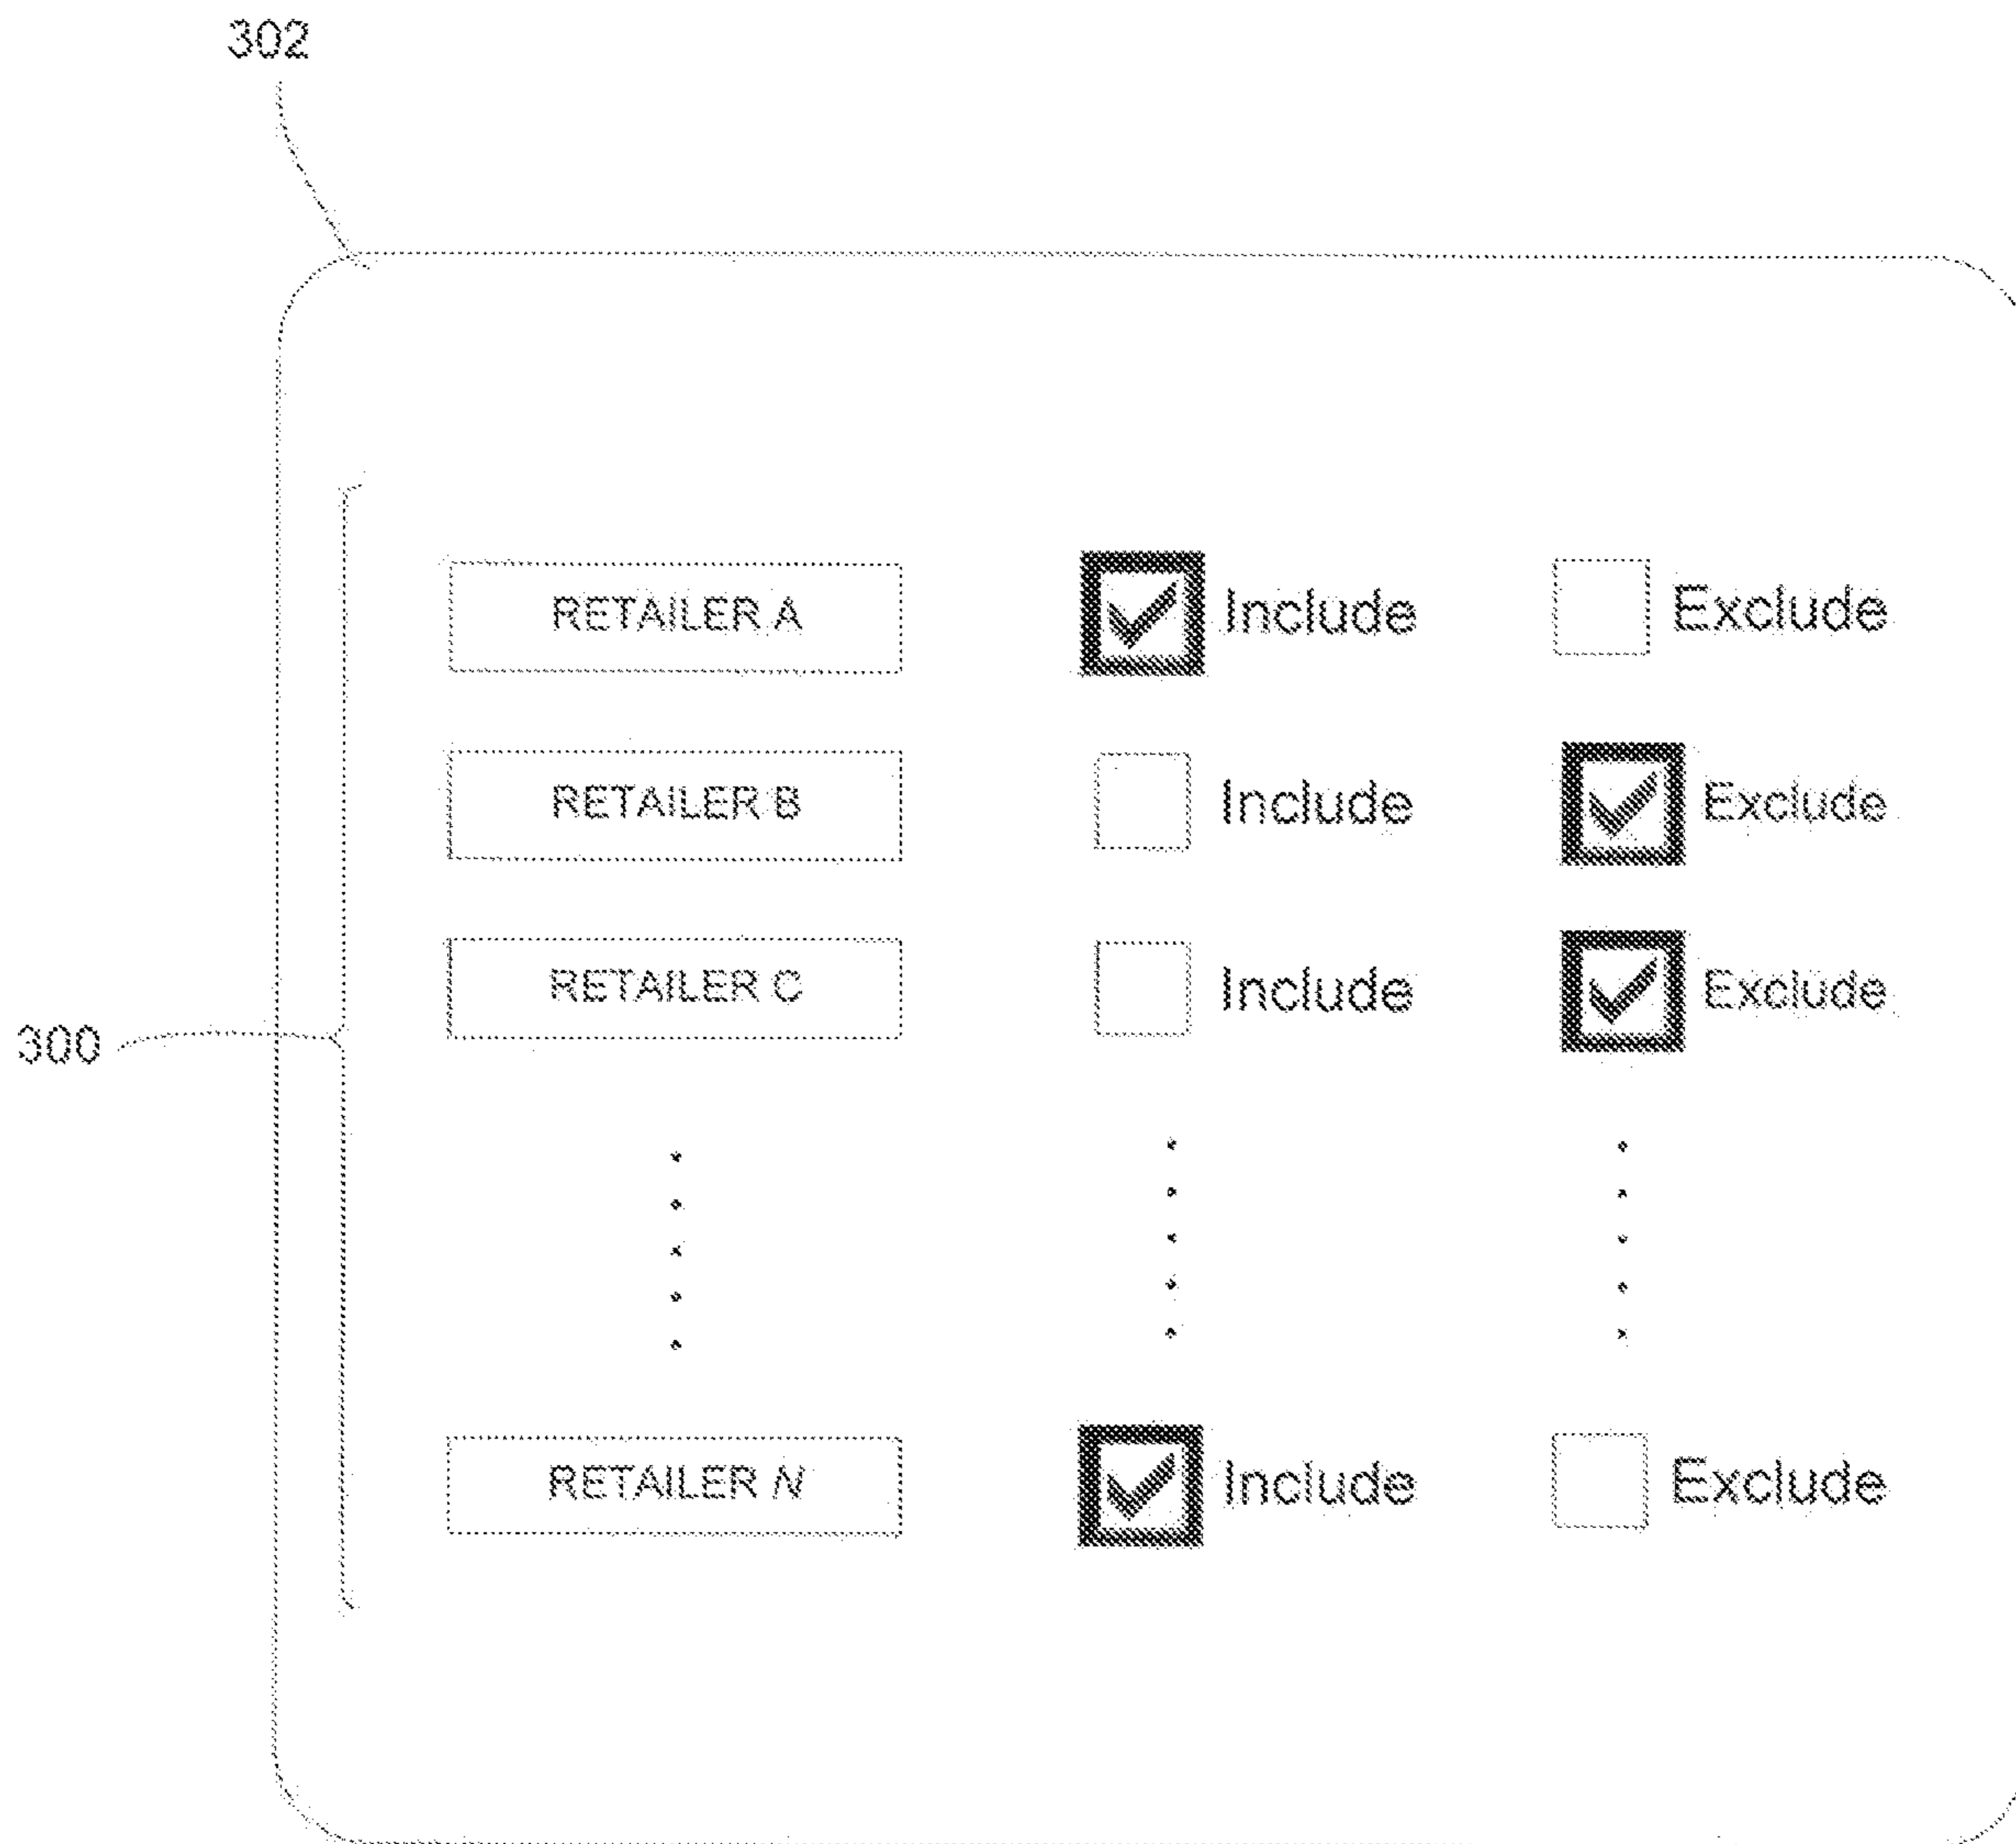 302
RETAILER A Include Exclude
RETAILER B Include Exclude
RETAILER C Include Exclude
300
RETAILER N Include Exclude